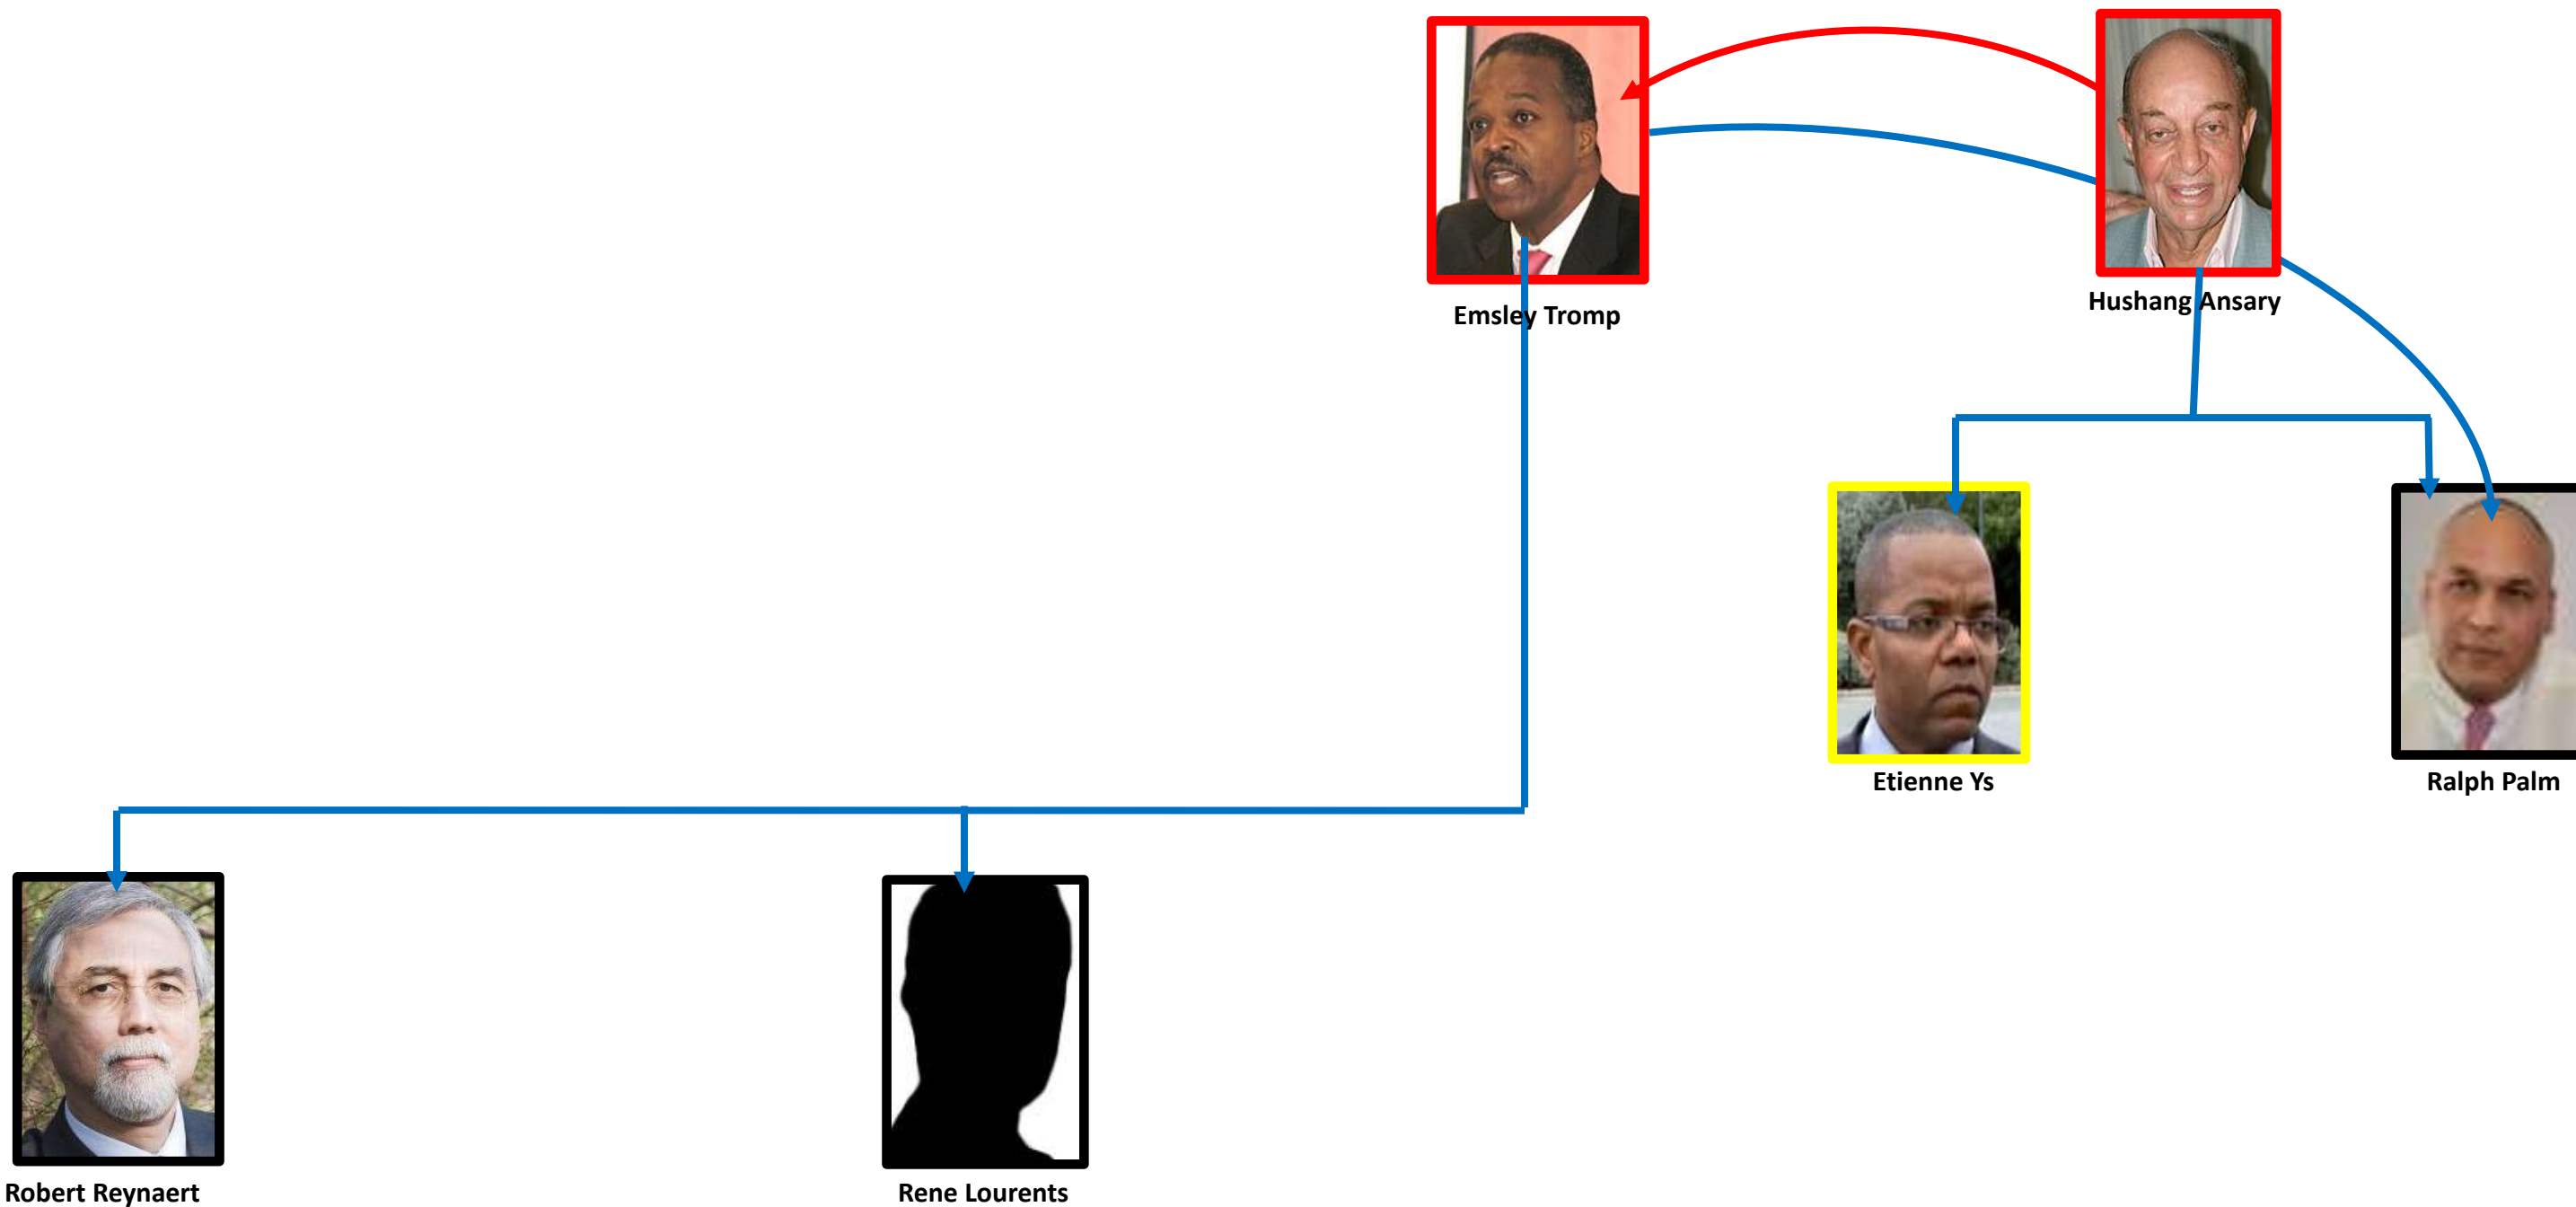 Emsley Tromp
Hushang Ansary
Etienne Ys
Ralph Palm
Robert Reynaert
Rene Lourents